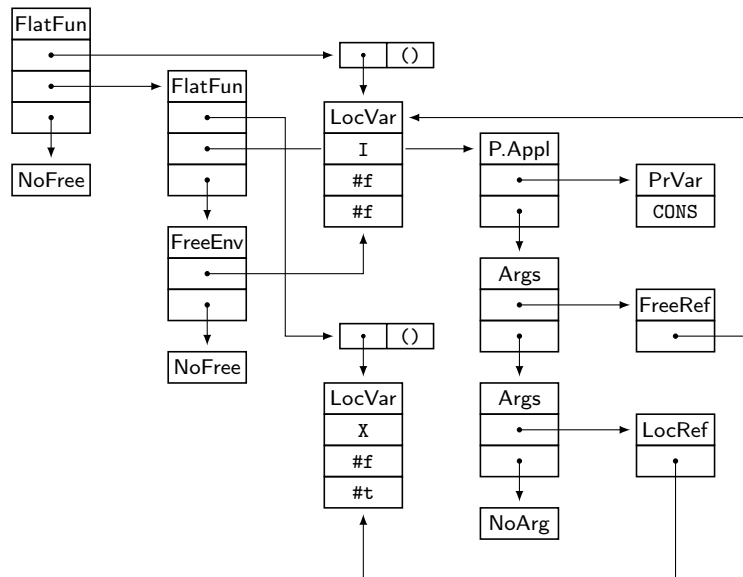 FlatFun
()
FlatFun
LocVar
I
P.Appl
NoFree
#f
PrVar
#f
CONS
FreeEnv
Args
FreeRef
()
NoFree
LocVar
Args
X
LocRef
#f
#t
NoArg